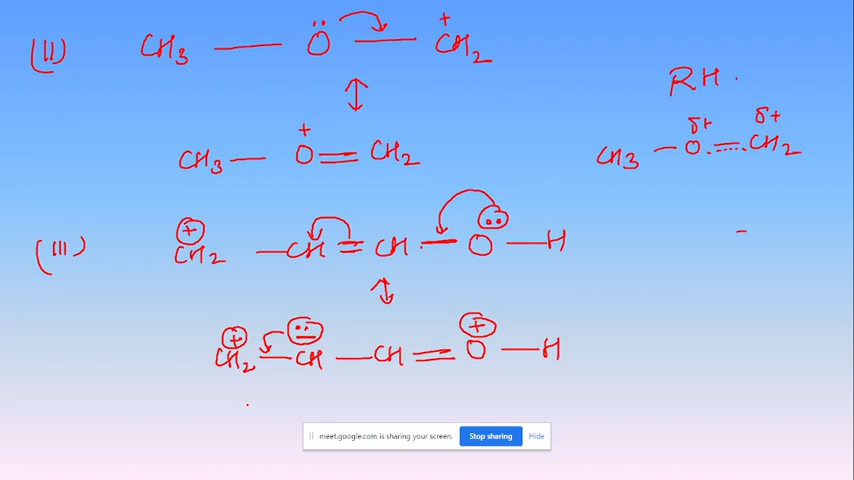 (II) CH3 — Ö — +CH2
↔
CH3 — +O = CH2
RH.
δ+ δ+
CH3 — O ═ CH2
(III) ⊕CH2 — CH = CH — Ö — H
↔
⊕CH2 — CH — CH = ⊕O — H
meet.google.com is sharing your screen. Stop sharing Hide